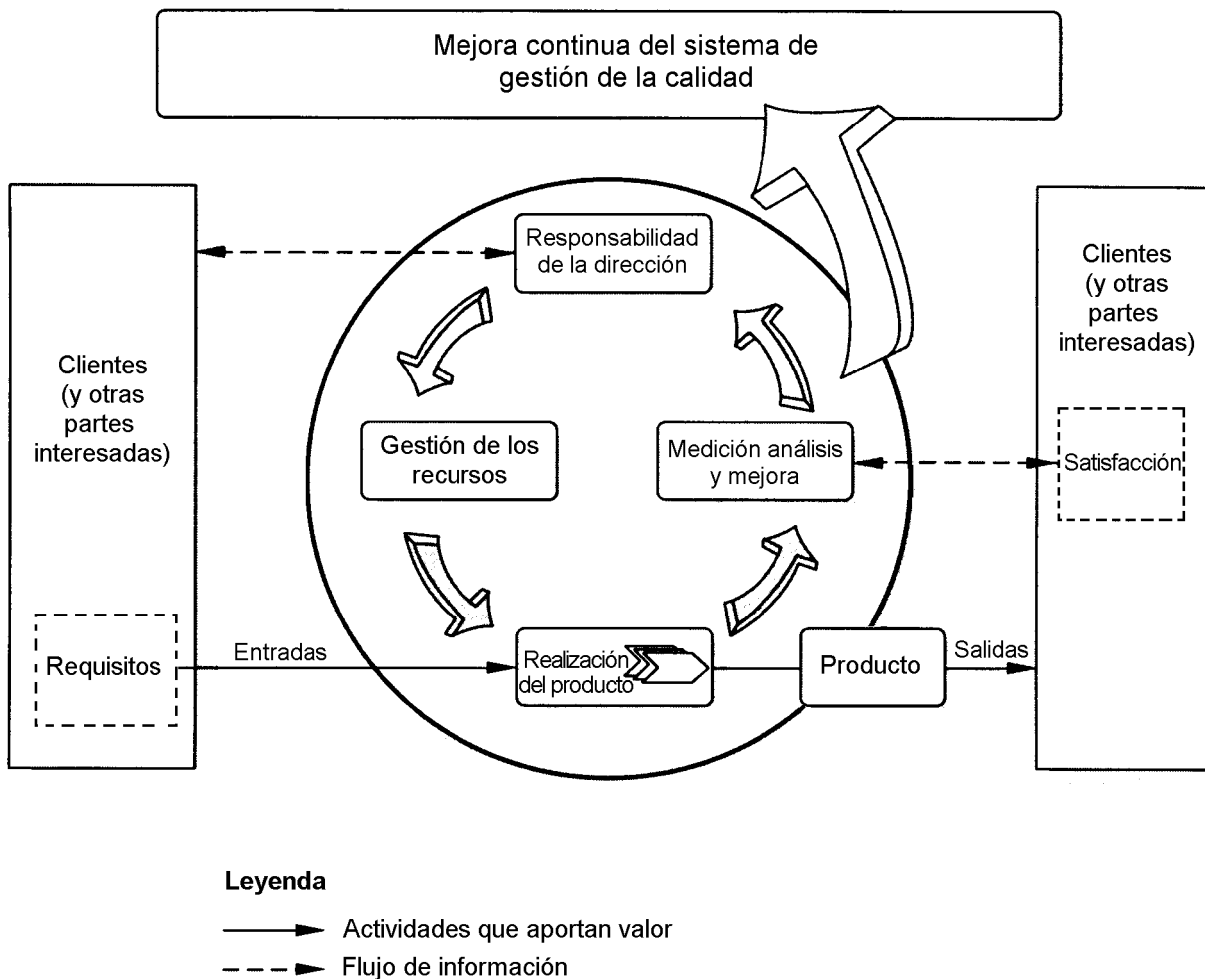 Mejora continua del sistema de
gestión de la calidad
Responsabilidad
de la dirección
Clientes
(y otras
partes
interesadas)
Clientes
(y otras
partes
interesadas)
Gestión de los
recursos
Medición análisis
y mejora
Satisfacción
Requisitos
Entradas
Realización
del producto
Producto
Salidas
Leyenda
Actividades que aportan valor
Flujo de información